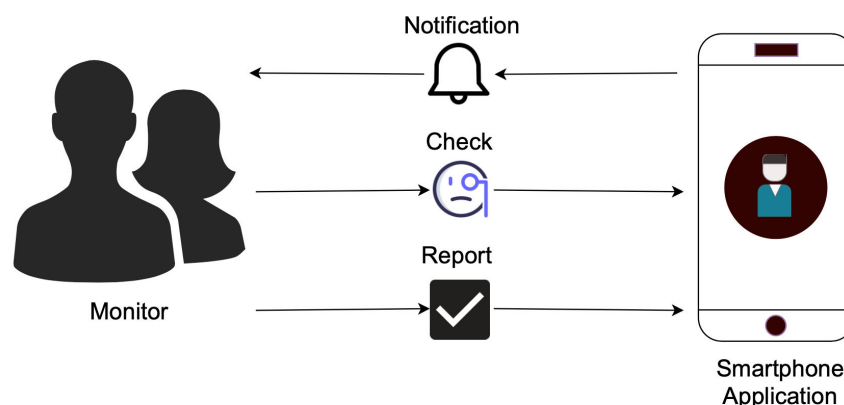 Notification
Check
Report
Monitor
Smartphone
Application